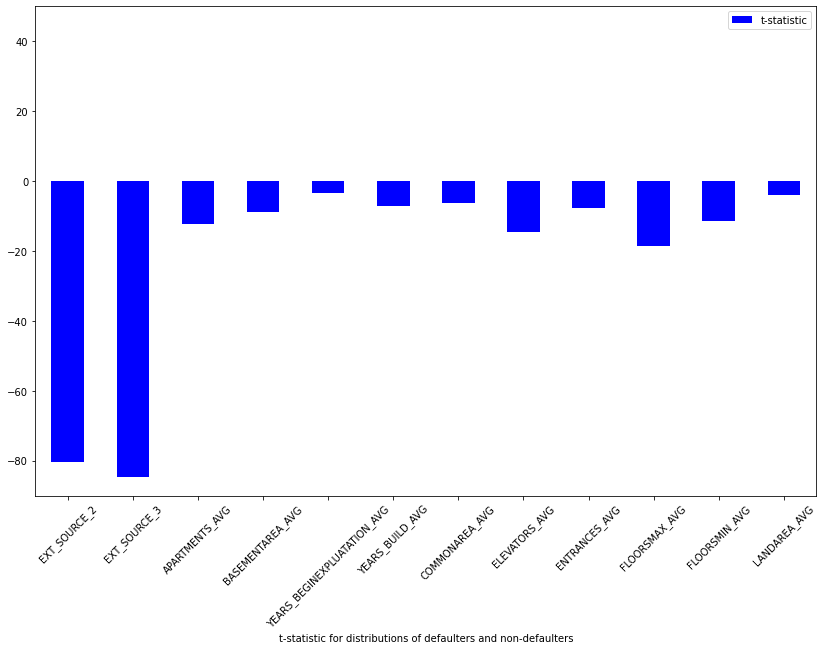 t-statistic
40
20
0
−20
−40
−60
−80
EXT_SOURCE_2
EXT_SOURCE_3
APARTMENTS_AVG
BASEMENTAREA_AVG
YEARS_BEGINEXPLUATATION_AVG
YEARS_BUILD_AVG
COMMONAREA_AVG
ELEVATORS_AVG
ENTRANCES_AVG
FLOORSMAX_AVG
FLOORSMIN_AVG
LANDAREA_AVG
t-statistic for distributions of defaulters and non-defaulters